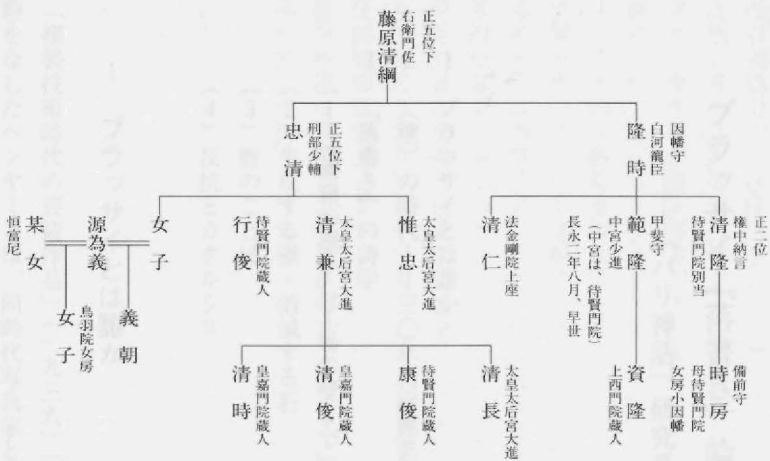 正五位下
右衛門佐
藤原清綱
因幡守
白河寵臣
隆時
正五位下
刑部少輔
忠清
正二位
権中納言
清隆
待賢門院別当
甲斐守
範隆
中宮少進
（中宮は、待賢門院）
長永二年八月、早世
清仁
法金剛院上座
太皇太后宮大進
惟忠
太皇太后宮大進
清兼
待賢門院蔵人
行俊
女子
源為義
某女
恒富尼
義朝
鳥羽院女房
女子
備前守
時房
母待賢門院
女房小因幡
資隆
上西門院蔵人
太皇太后宮大進
清長
待賢門院蔵人
康俊
皇嘉門院蔵人
清俊
皇嘉門院蔵人
清時